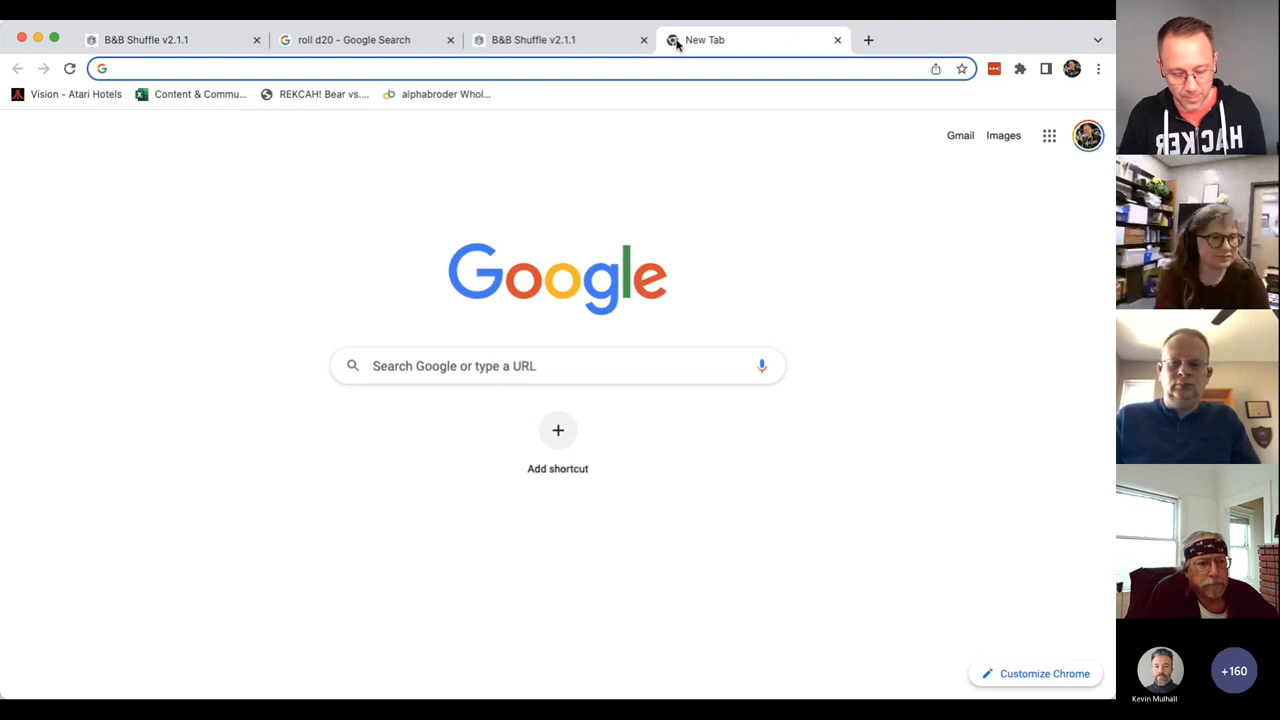 B&B Shuffle v2.1.1
roll d20 - Google Search
B&B Shuffle v2.1.1
New Tab
Vision - Atari Hotels
Content & Commu...
REKCAH! Bear vs....
alphabroder Whol...
Gmail
Images
Google
Search Google or type a URL
Add shortcut
Customize Chrome
HACKER
Kevin Mulhall
+160